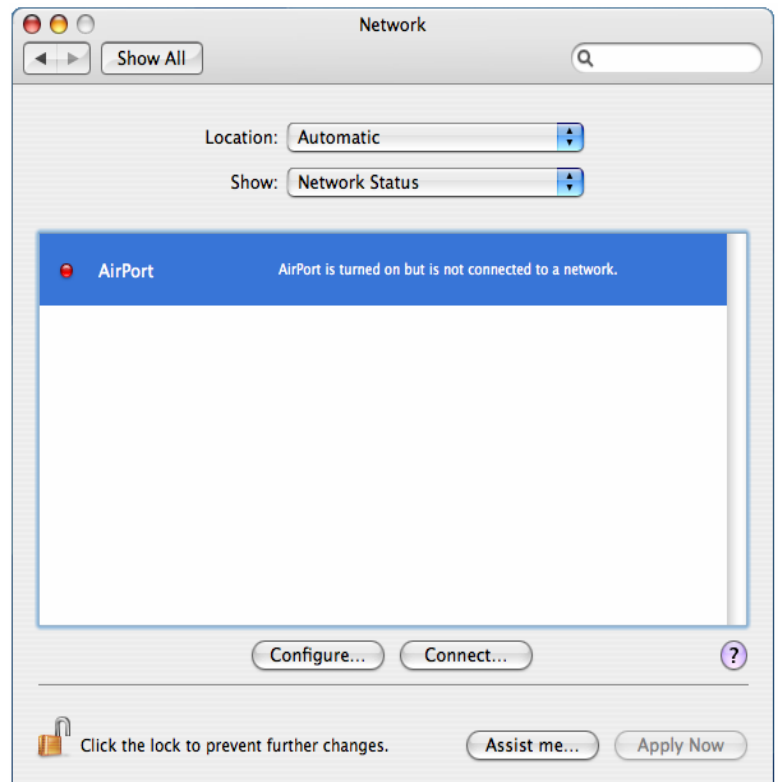 Network
Show All
Location: Automatic
Show: Network Status
AirPort AirPort is turned on but is not connected to a network.
Configure... Connect... ?
Click the lock to prevent further changes. Assist me... Apply Now